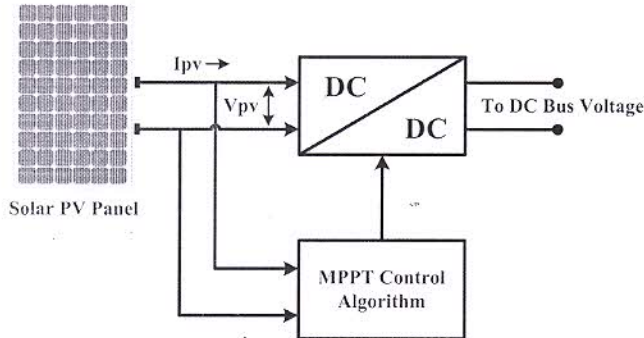 Ipv
Vpv
DC
DC
To DC Bus Voltage
Solar PV Panel
MPPT Control
Algorithm